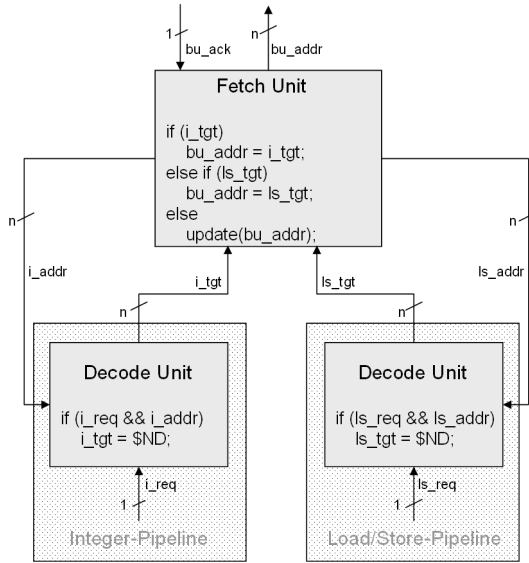 1
bu_ack
n
bu_addr
Fetch Unit
if (i_tgt)
bu_addr = i_tgt;
else if (ls_tgt)
bu_addr = ls_tgt;
else
update(bu_addr);
n
i_addr
n
ls_addr
i_tgt
ls_tgt
n
n
Decode Unit
if (i_req && i_addr)
i_tgt = $ND;
i_req
1
Integer-Pipeline
Decode Unit
if (ls_req && ls_addr)
ls_tgt = $ND;
ls_req
1
Load/Store-Pipeline